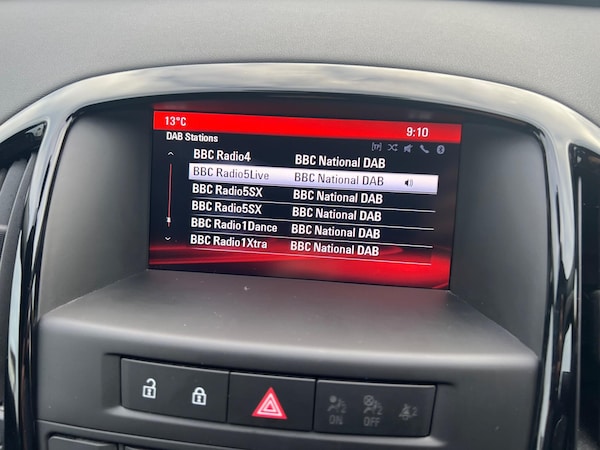 13°C 9:10
DAB Stations
[TP]
BBC Radio4 BBC National DAB
BBC Radio5Live BBC National DAB
BBC Radio5SX BBC National DAB
BBC Radio5SX BBC National DAB
BBC Radio1Dance BBC National DAB
BBC Radio1Xtra BBC National DAB
ON OFF